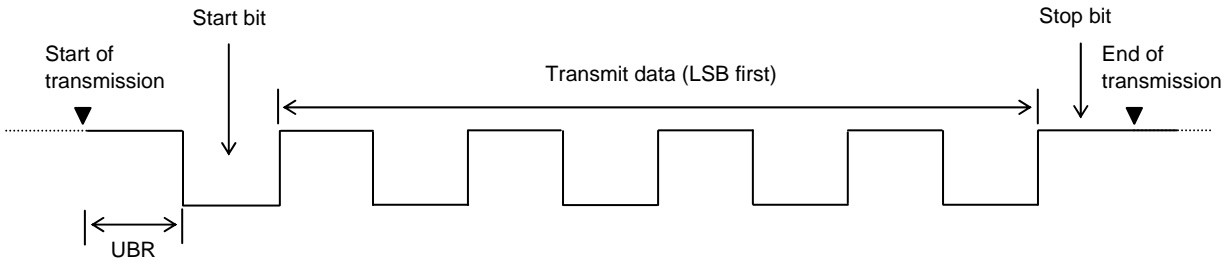 Start bit
Stop bit
Start of
transmission
End of
transmission
Transmit data (LSB first)
UBR